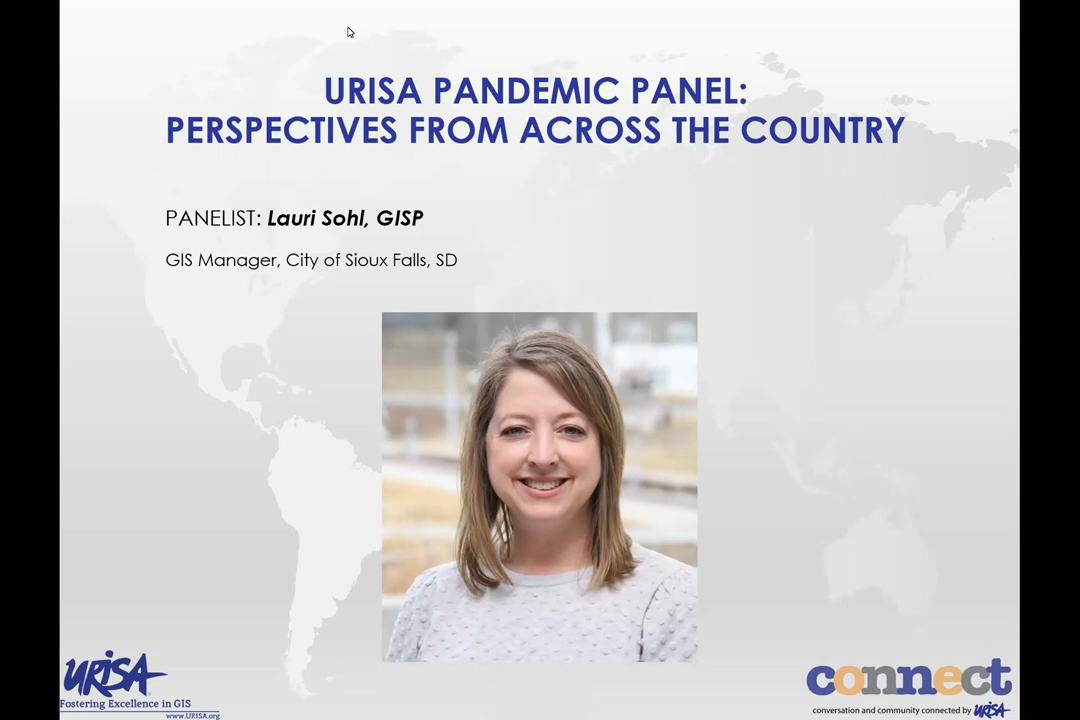 URISA PANDEMIC PANEL:
PERSPECTIVES FROM ACROSS THE COUNTRY
PANELIST: Lauri Sohl, GISP
GIS Manager, City of Sioux Falls, SD
URISA
Fostering Excellence in GIS
www.URISA.org
connect
conversation and community connected by URISA